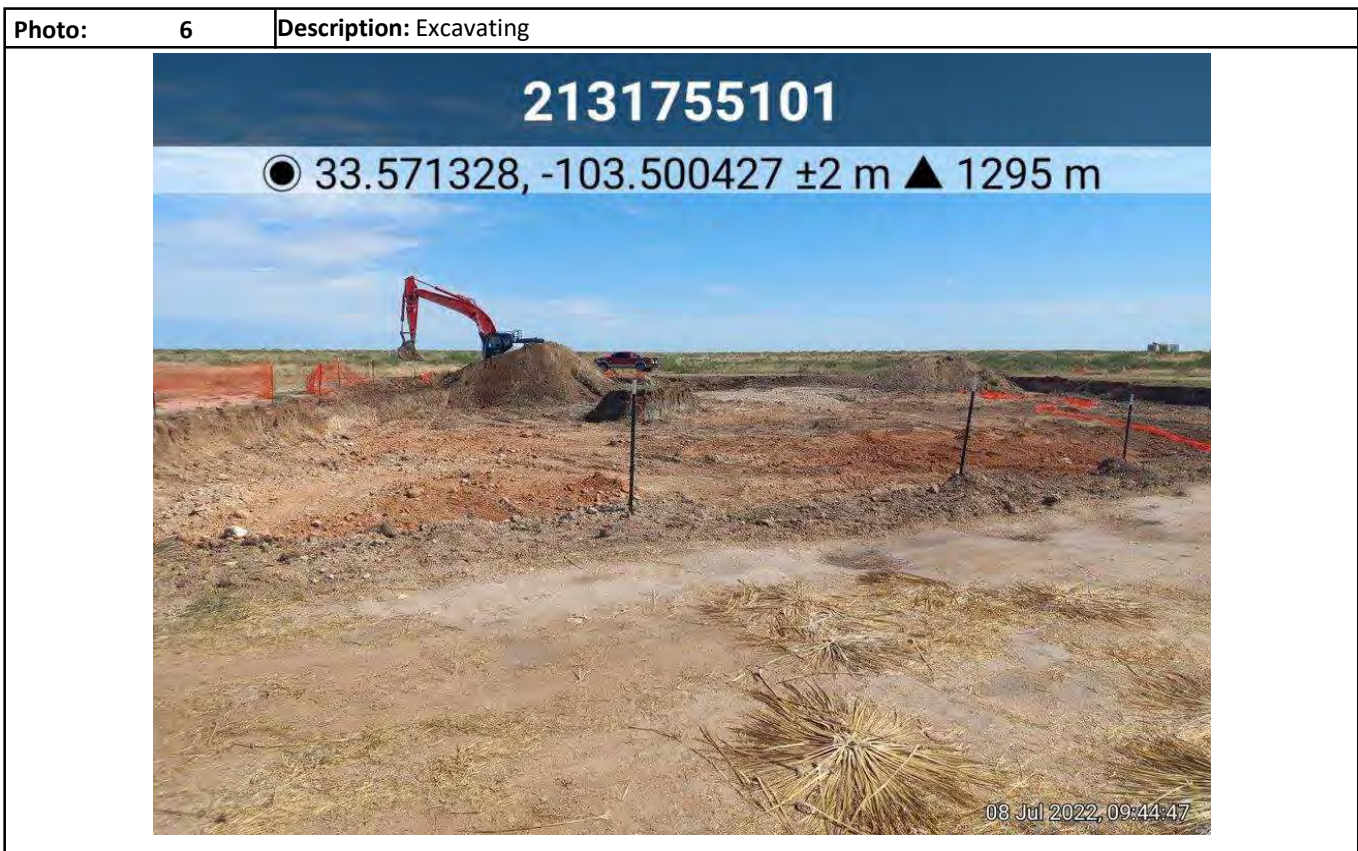 Photo: 6 Description: Excavating
2131755101
33.571328, -103.500427 ±2 m ▲ 1295 m
08 Jul 2022, 09:44:47